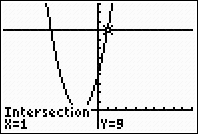 Intersection
X=1 Y=9